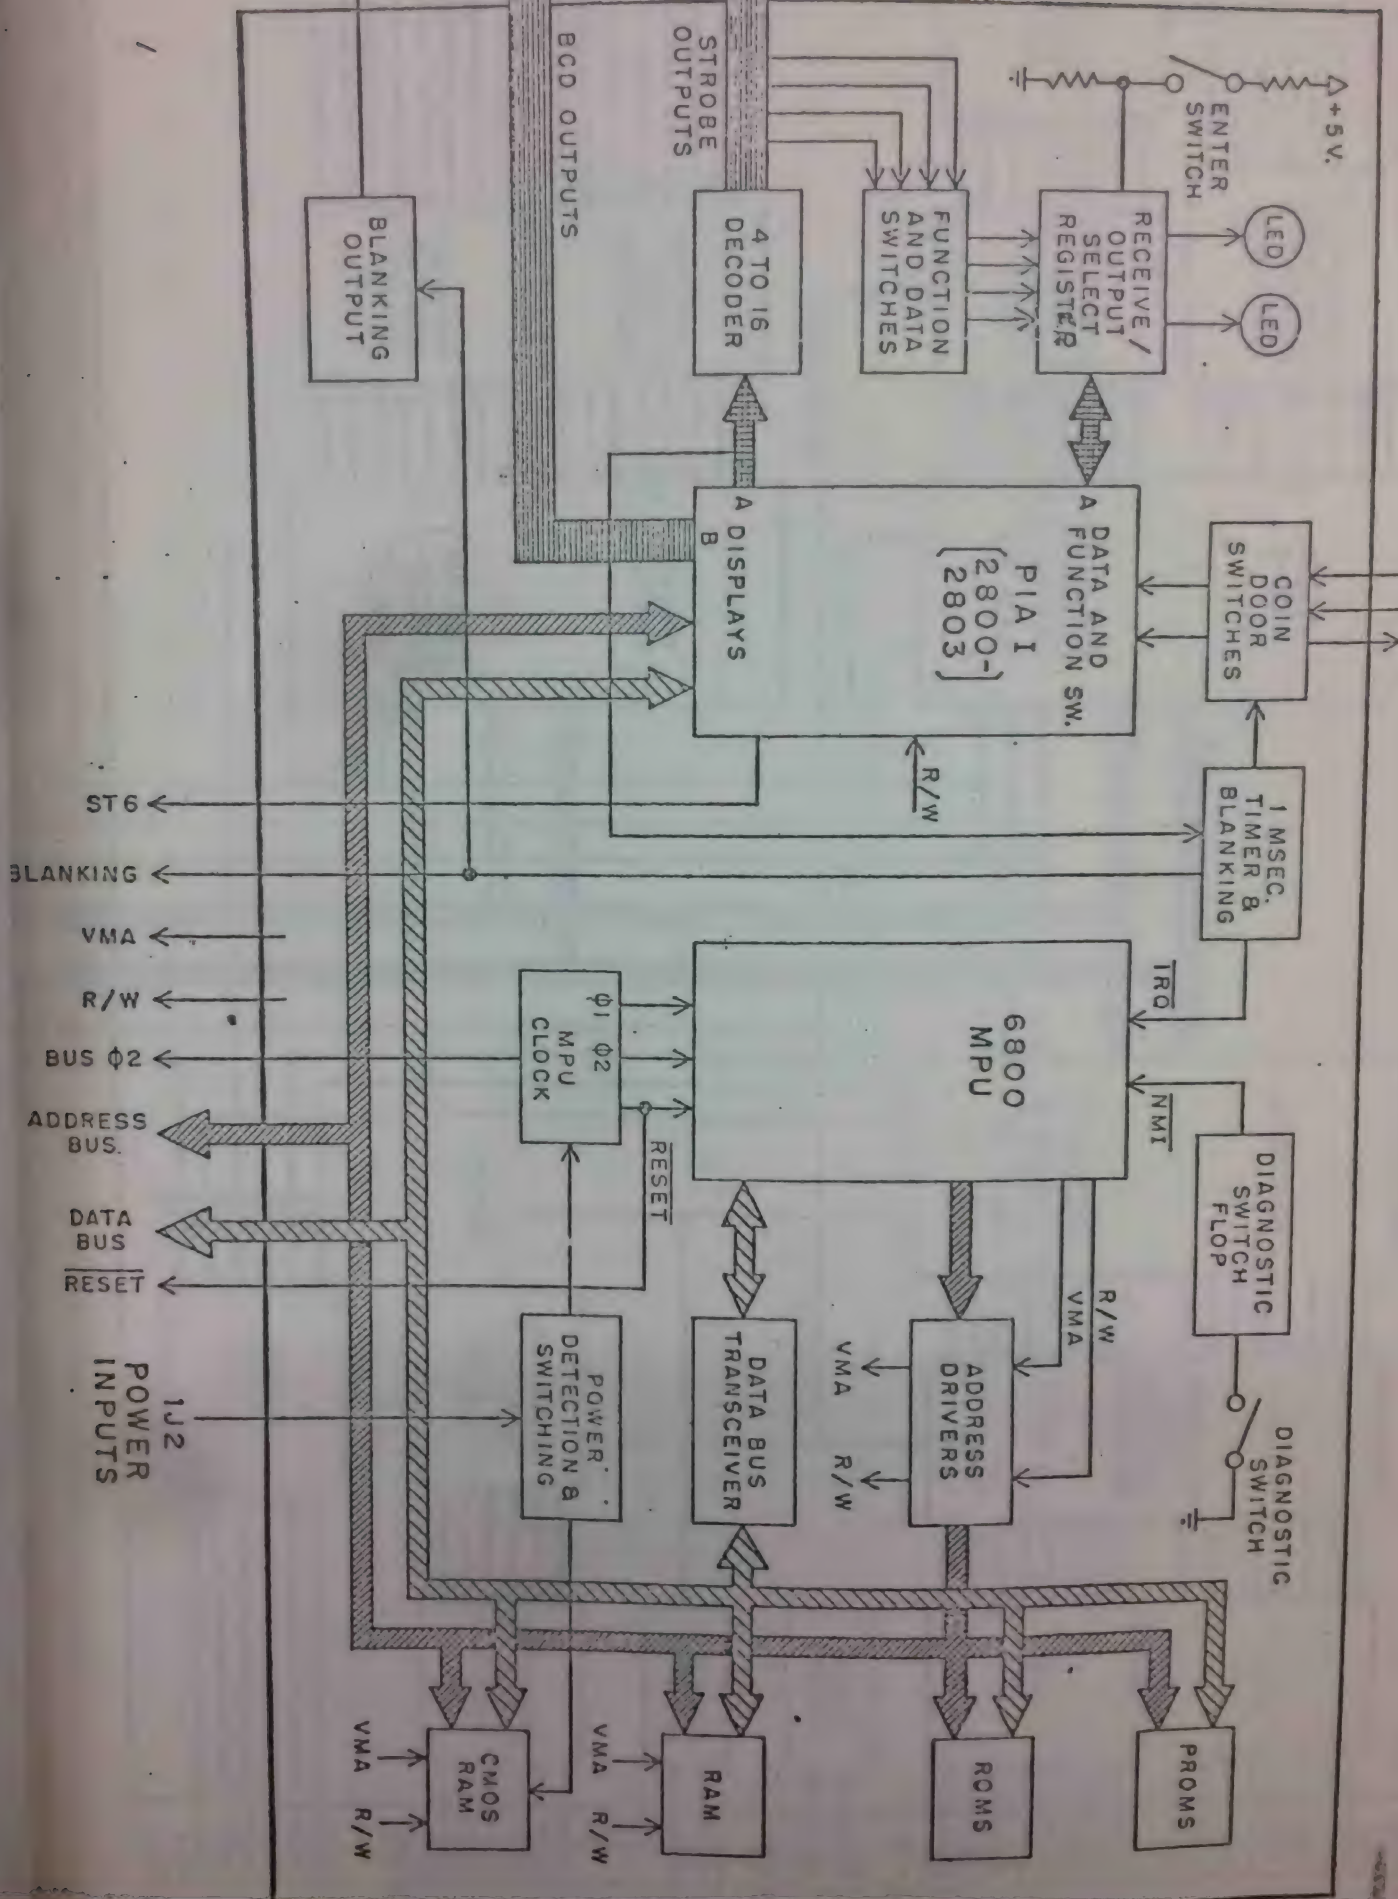 +5V.
ENTER
SWITCH
LED
LED
RECEIVE/
OUTPUT
SELECT
REGISTER
FUNCTION
AND DATA
SWITCHES
STROBE
OUTPUTS
4 TO 16
DECODER
BCD OUTPUTS
BLANKING
OUTPUT
COIN
DOOR
SWITCHES
A DATA AND
FUNCTION SW.
PIA I
(2800-
2803)
A DISPLAYS
B
R/W
1 MSEC.
TIMER &
BLANKING
IRQ
NMI
6800
MPU
Φ1 Φ2
MPU
CLOCK
RESET
DIAGNOSTIC
SWITCH
FLOP
DIAGNOSTIC
SWITCH
R/W
VMA
ADDRESS
DRIVERS
VMA
R/W
DATA BUS
TRANSCEIVER
POWER
DETECTION &
SWITCHING
PROMS
ROMS
RAM
VMA
R/W
CMOS
RAM
VMA
R/W
ST6
BLANKING
VMA
R/W
BUS Φ2
ADDRESS
BUS.
DATA
BUS
RESET
1J2
POWER
INPUTS